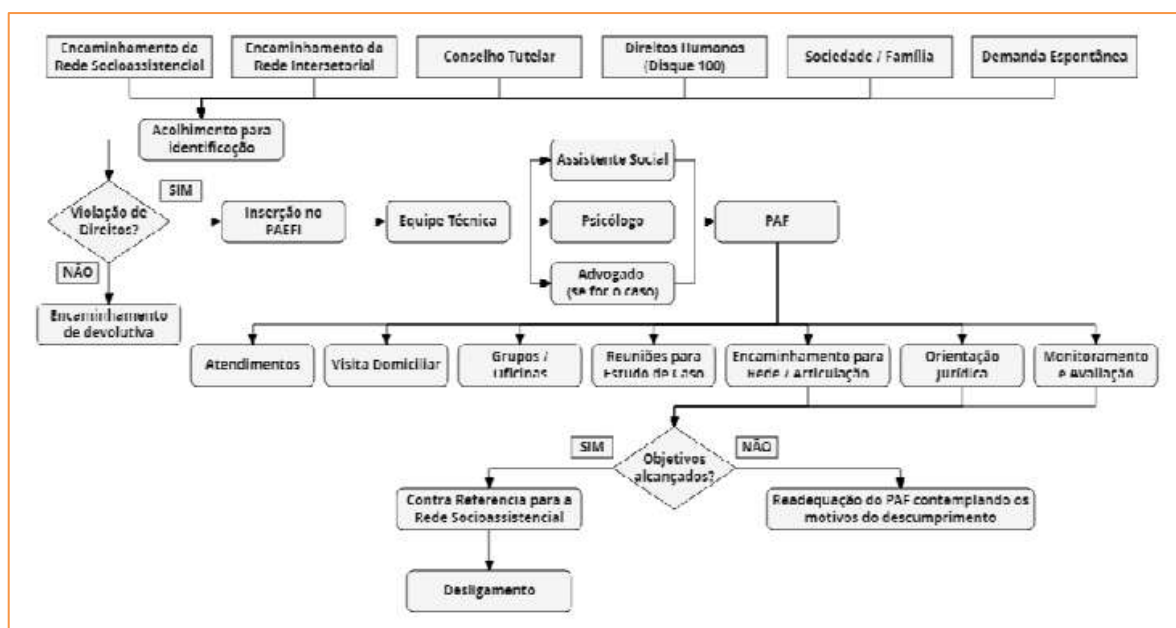 Encaminhamento da
Rede Socioassistencial
Encaminhamento da
Rede Intersetorial
Conselho Tutelar
Direitos Humanos
(Disque 100)
Sociedade / Família
Demanda Espontânea
Acolhimento para
identificação
Violação de
Direitos?
SIM
NÃO
Encaminhamento
de devolutiva
Inserção no
PAEFI
Equipe Técnica
Assistente Social
Psicólogo
Advogado
(se for o caso)
PAF
Atendimentos
Visita Domiciliar
Grupos /
Oficinas
Reuniões para
Estudo de Caso
Encaminhamento para
Rede / Articulação
Orientação
Jurídica
Monitoramento
e Avaliação
Objetivos
alcançados?
SIM
NÃO
Contra Referencia para a
Rede Socioassistencial
Readequação do PAF contemplando os
motivos do descumprimento
Desligamento